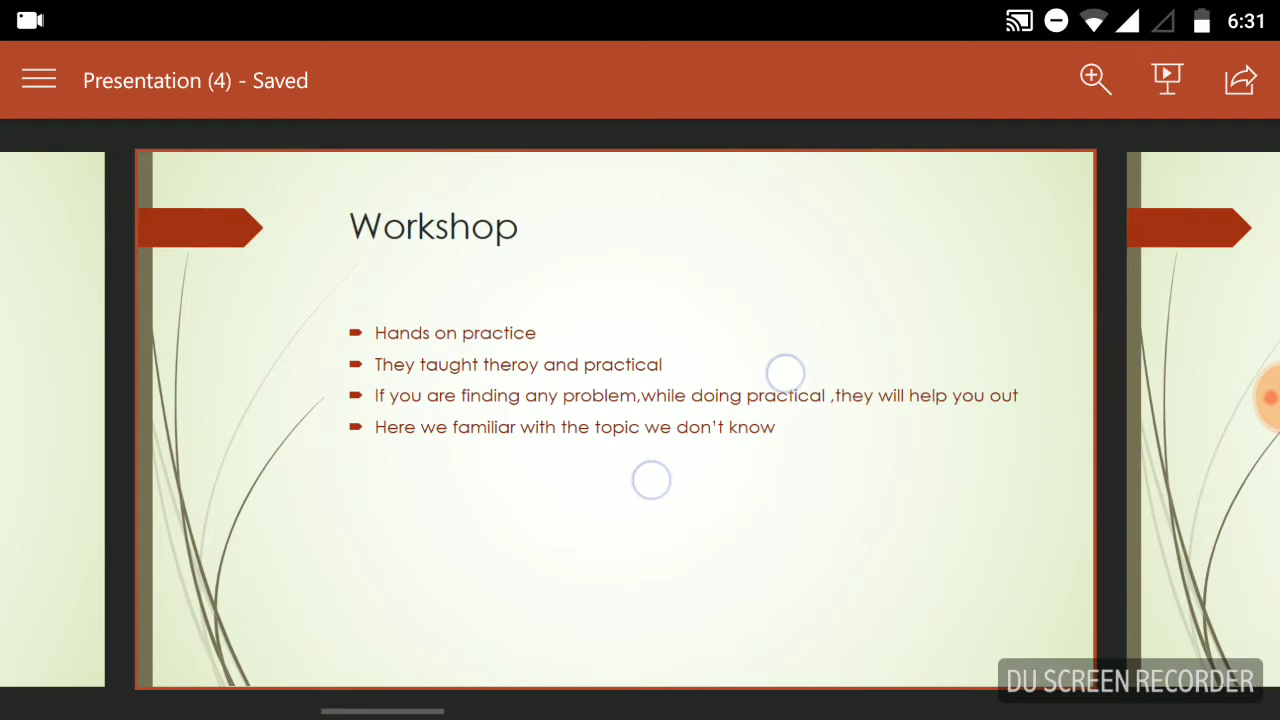 6:31
Presentation (4) - Saved
Workshop
Hands on practice
They taught theroy and practical
If you are finding any problem,while doing practical ,they will help you out
Here we familiar with the topic we don't know
DU SCREEN RECORDER